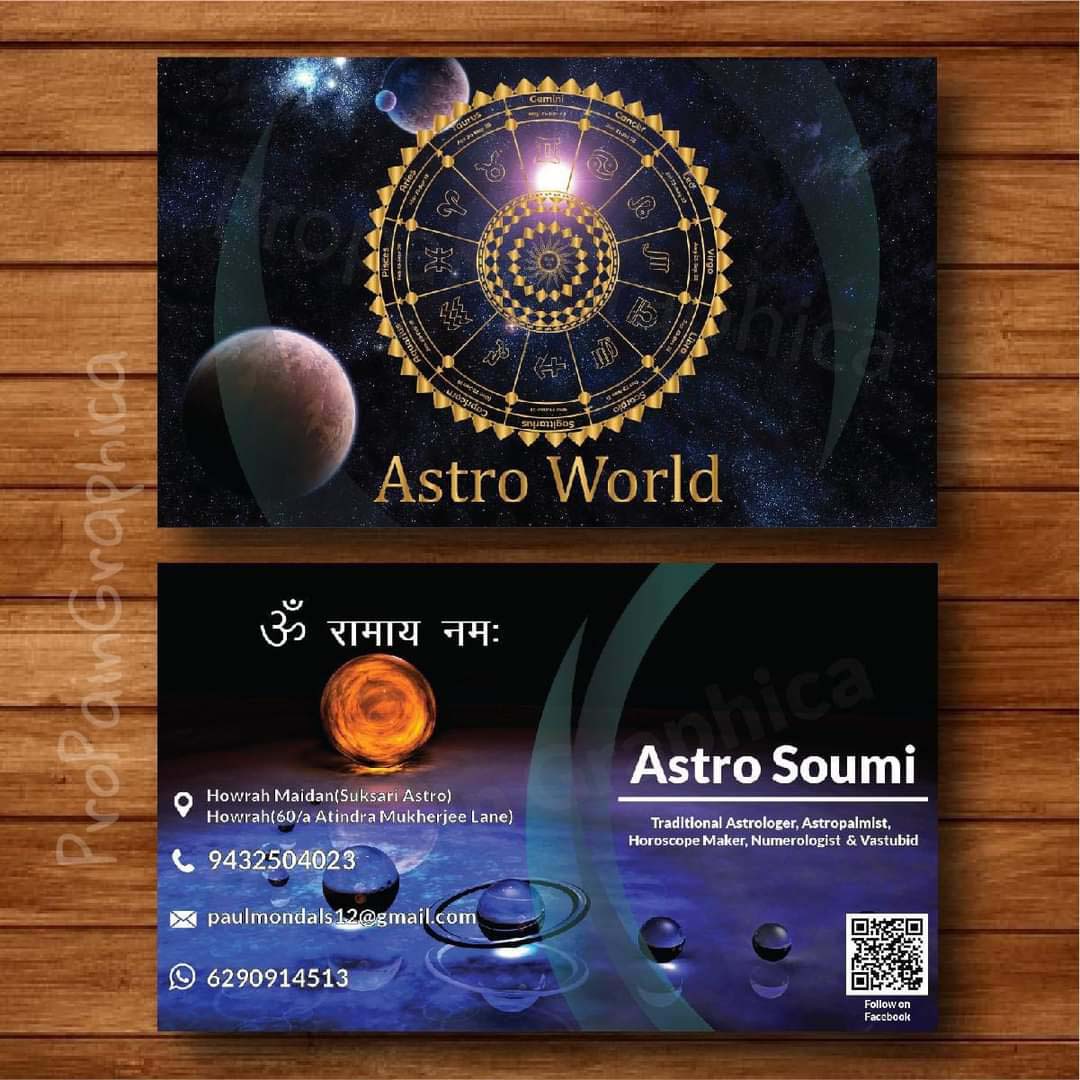 Gemini
Cancer
Taurus
Leo
Aries
Virgo
Pisces
Libra
Aquarius
Scorpio
Capricorn
Sagittarius
Astro World
ProPainGraphica
ॐ रामाय नमः
Astro Soumi
Traditional Astrologer, Astropalmist,
Horoscope Maker, Numerologist & Vastubid
Howrah Maidan(Suksari Astro)
Howrah(60/a Atindra Mukherjee Lane)
9432504023
paulmondals12@gmail.com
6290914513
Follow on
Facebook